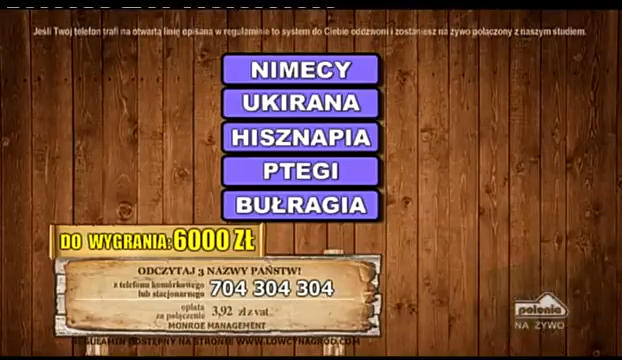 Jeśli Twój telefon trafi na otwartą linię opisaną w regulaminie to system do Ciebie oddzwoni i zostaniesz na żywo połączony z naszym studiem.
NIMECY
UKIRANA
HISZNAPIA
PTEGI
BUŁRAGIA
DO WYGRANIA: 6000 ZŁ
ODCZYTAJ 3 NAZWY PAŃSTW!
z telefonu komórkowego
lub stacjonarnego 704 304 304
opłata
za połączenie 3,92 zł z vat
MONROE MANAGEMENT
REGULAMIN DOSTĘPNY NA STRONIE WWW.LOWCYNAGROD.COM
polonia
NA ŻYWO